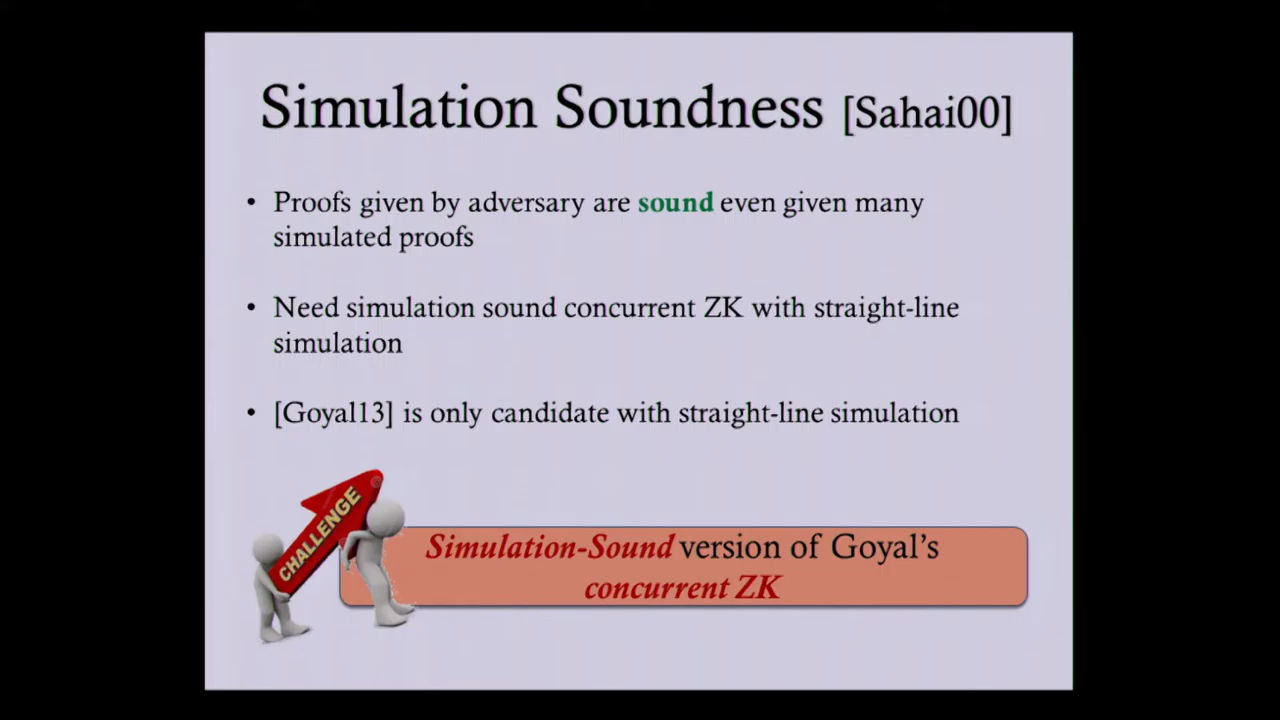 Simulation Soundness [Sahai00]
• Proofs given by adversary are sound even given many
simulated proofs
• Need simulation sound concurrent ZK with straight-line
simulation
• [Goyal13] is only candidate with straight-line simulation
CHALLENGE
Simulation-Sound version of Goyal's
concurrent ZK